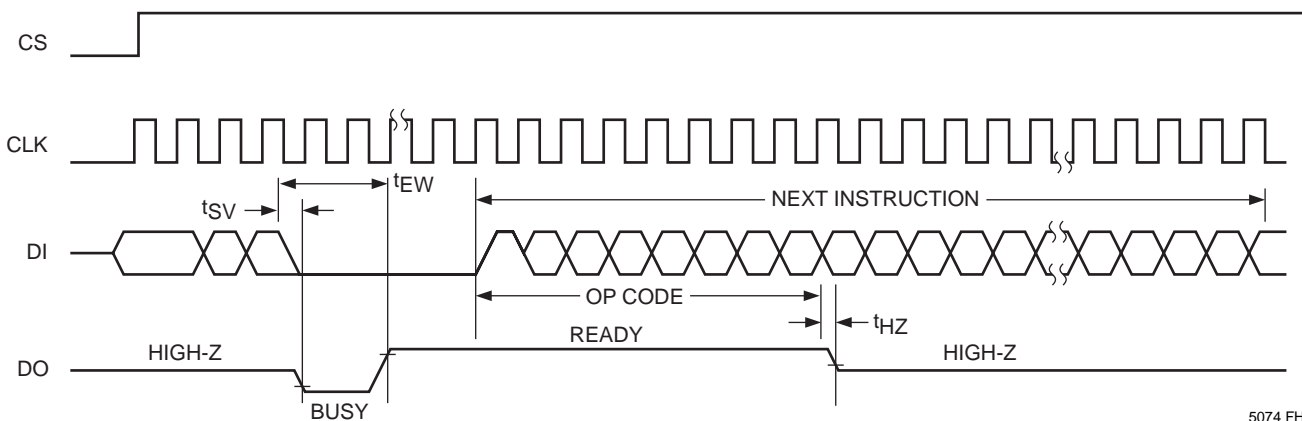 CS
CLK
tEW
tSV
NEXT INSTRUCTION
DI
OP CODE
tHZ
READY
HIGH-Z
HIGH-Z
DO
BUSY
5074 FH